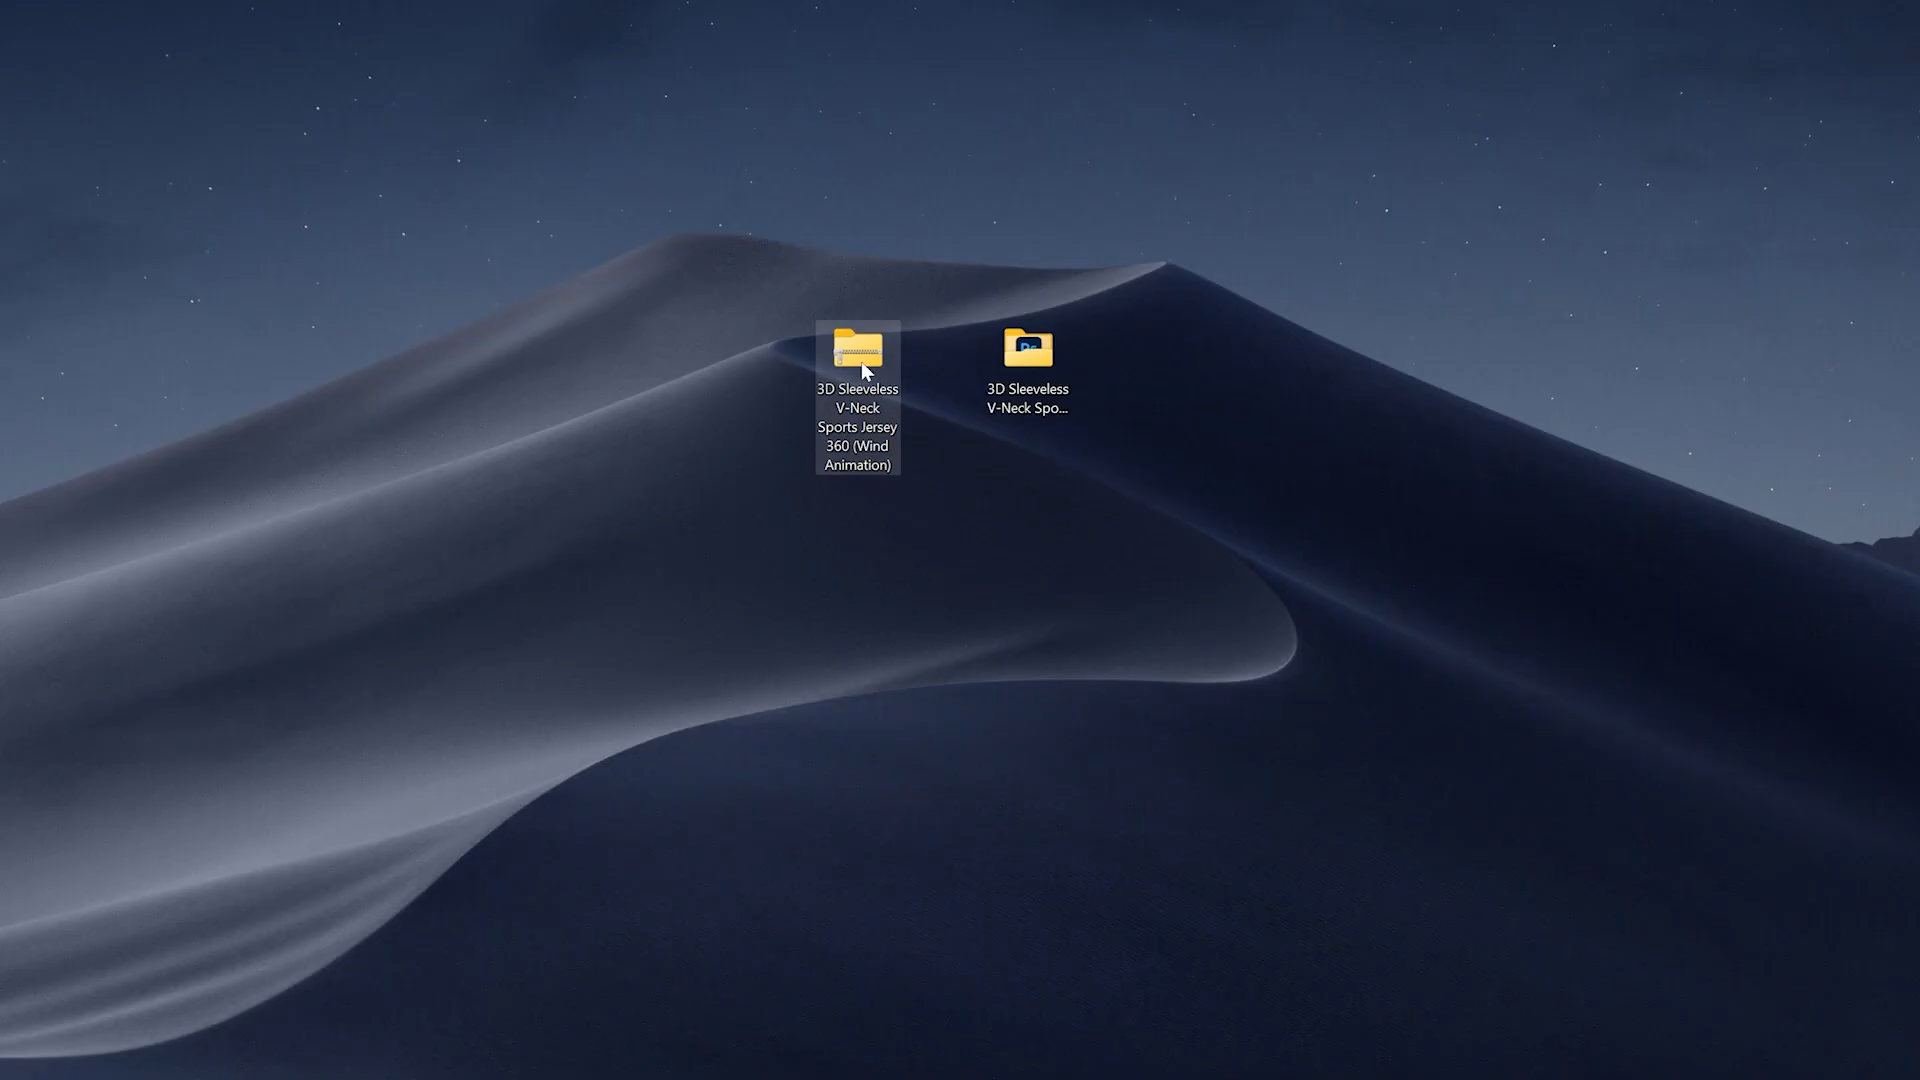 3D Sleeveless
V-Neck
Sports Jersey
360 (Wind
Animation)
3D Sleeveless
V-Neck Spo...